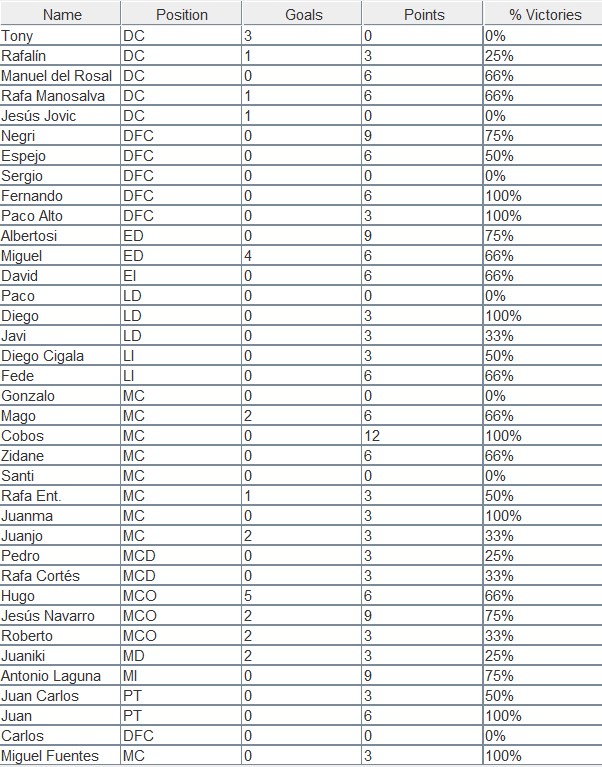 Name Position Goals Points % Victories
Tony DC 3 0 0%
Rafalín DC 1 3 25%
Manuel del Rosal DC 0 6 66%
Rafa Manosalva DC 1 6 66%
Jesús Jovic DC 1 0 0%
Negri DFC 0 9 75%
Espejo DFC 0 6 50%
Sergio DFC 0 0 0%
Fernando DFC 0 6 100%
Paco Alto DFC 0 3 100%
Albertosi ED 0 9 75%
Miguel ED 4 6 66%
David EI 0 6 66%
Paco LD 0 0 0%
Diego LD 0 3 100%
Javi LD 0 3 33%
Diego Cigala LI 0 3 50%
Fede LI 0 6 66%
Gonzalo MC 0 0 0%
Mago MC 2 6 66%
Cobos MC 0 12 100%
Zidane MC 0 6 66%
Santi MC 0 0 0%
Rafa Ent. MC 1 3 50%
Juanma MC 0 3 100%
Juanjo MC 2 3 33%
Pedro MCD 0 3 25%
Rafa Cortés MCD 0 3 33%
Hugo MCO 5 6 66%
Jesús Navarro MCO 2 9 75%
Roberto MCO 2 3 33%
Juaniki MD 2 3 25%
Antonio Laguna MI 0 9 75%
Juan Carlos PT 0 3 50%
Juan PT 0 6 100%
Carlos DFC 0 0 0%
Miguel Fuentes MC 0 3 100%